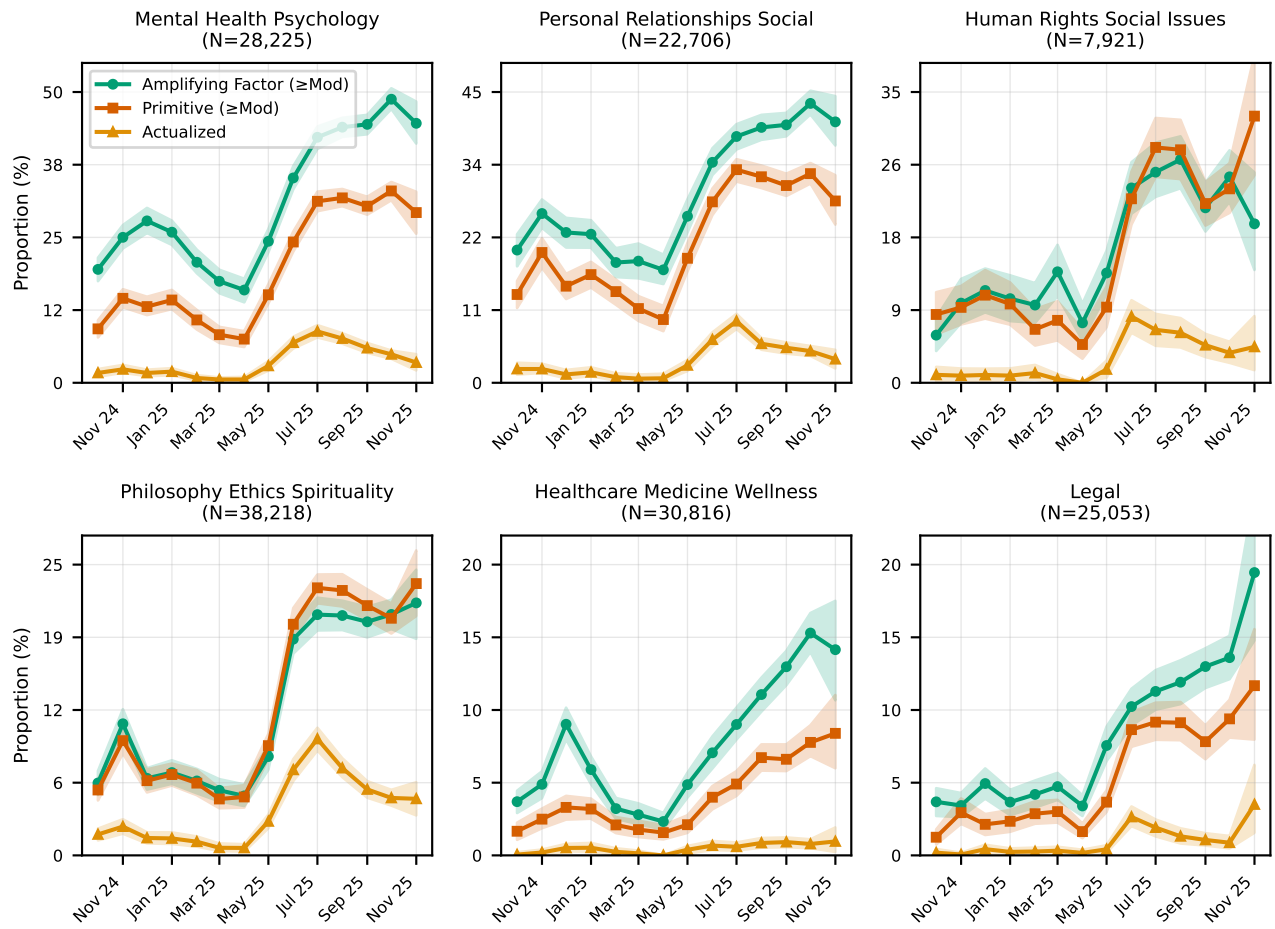 Mental Health Psychology
(N=28,225)
Personal Relationships Social
(N=22,706)
Human Rights Social Issues
(N=7,921)
Amplifying Factor (≥Mod)
Primitive (≥Mod)
Actualized
Proportion (%)
50
38
25
12
0
45
34
22
11
0
35
26
18
9
0
Nov 24
Jan 25
Mar 25
May 25
Jul 25
Sep 25
Nov 25
Nov 24
Jan 25
Mar 25
May 25
Jul 25
Sep 25
Nov 25
Nov 24
Jan 25
Mar 25
May 25
Jul 25
Sep 25
Nov 25
Philosophy Ethics Spirituality
(N=38,218)
Healthcare Medicine Wellness
(N=30,816)
Legal
(N=25,053)
Proportion (%)
25
19
12
6
0
20
15
10
5
0
20
15
10
5
0
Nov 24
Jan 25
Mar 25
May 25
Jul 25
Sep 25
Nov 25
Nov 24
Jan 25
Mar 25
May 25
Jul 25
Sep 25
Nov 25
Nov 24
Jan 25
Mar 25
May 25
Jul 25
Sep 25
Nov 25